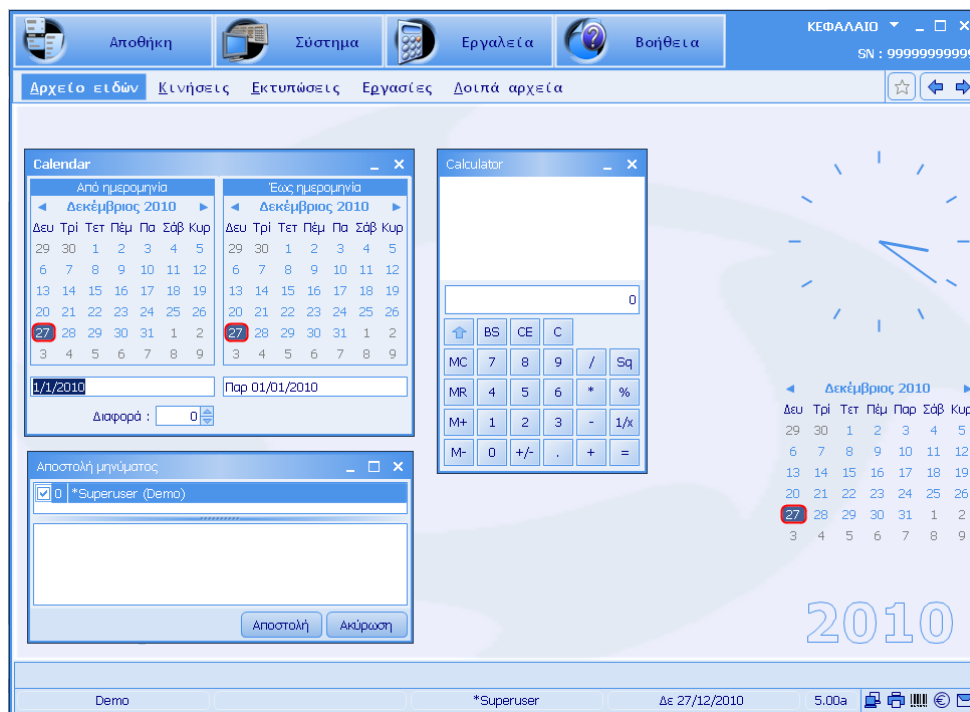 Αποθήκη Σύστημα Εργαλεία Βοήθεια ΚΕΦΑΛΑΙΟ
SN : 99999999999
Αρχείο ειδών Κινήσεις Εκτυπώσεις Εργασίες Λοιπά αρχεία
Calendar
Από ημερομηνία Έως ημερομηνία
Δεκέμβριος 2010 Δεκέμβριος 2010
Δευ Τρί Τετ Πέμ Πα Σάβ Κυρ Δευ Τρί Τετ Πέμ Πα Σάβ Κυρ
29 30 1 2 3 4 5 29 30 1 2 3 4 5
6 7 8 9 10 11 12 6 7 8 9 10 11 12
13 14 15 16 17 18 19 13 14 15 16 17 18 19
20 21 22 23 24 25 26 20 21 22 23 24 25 26
27 28 29 30 31 1 2 27 28 29 30 31 1 2
3 4 5 6 7 8 9 3 4 5 6 7 8 9
1/1/2010 Παρ 01/01/2010
Διαφορά : 0
Calculator
0
BS CE C
MC 7 8 9 / Sq
MR 4 5 6 * %
M+ 1 2 3 - 1/x
M- 0 +/- . + =
Αποστολή μηνύματος
0 *Superuser (Demo)
Αποστολή Ακύρωση
Δεκέμβριος 2010
Δευ Τρί Τετ Πέμ Παρ Σάβ Κυρ
29 30 1 2 3 4 5
6 7 8 9 10 11 12
13 14 15 16 17 18 19
20 21 22 23 24 25 26
27 28 29 30 31 1 2
3 4 5 6 7 8 9
2010
Demo *Superuser Δε 27/12/2010 5.00a